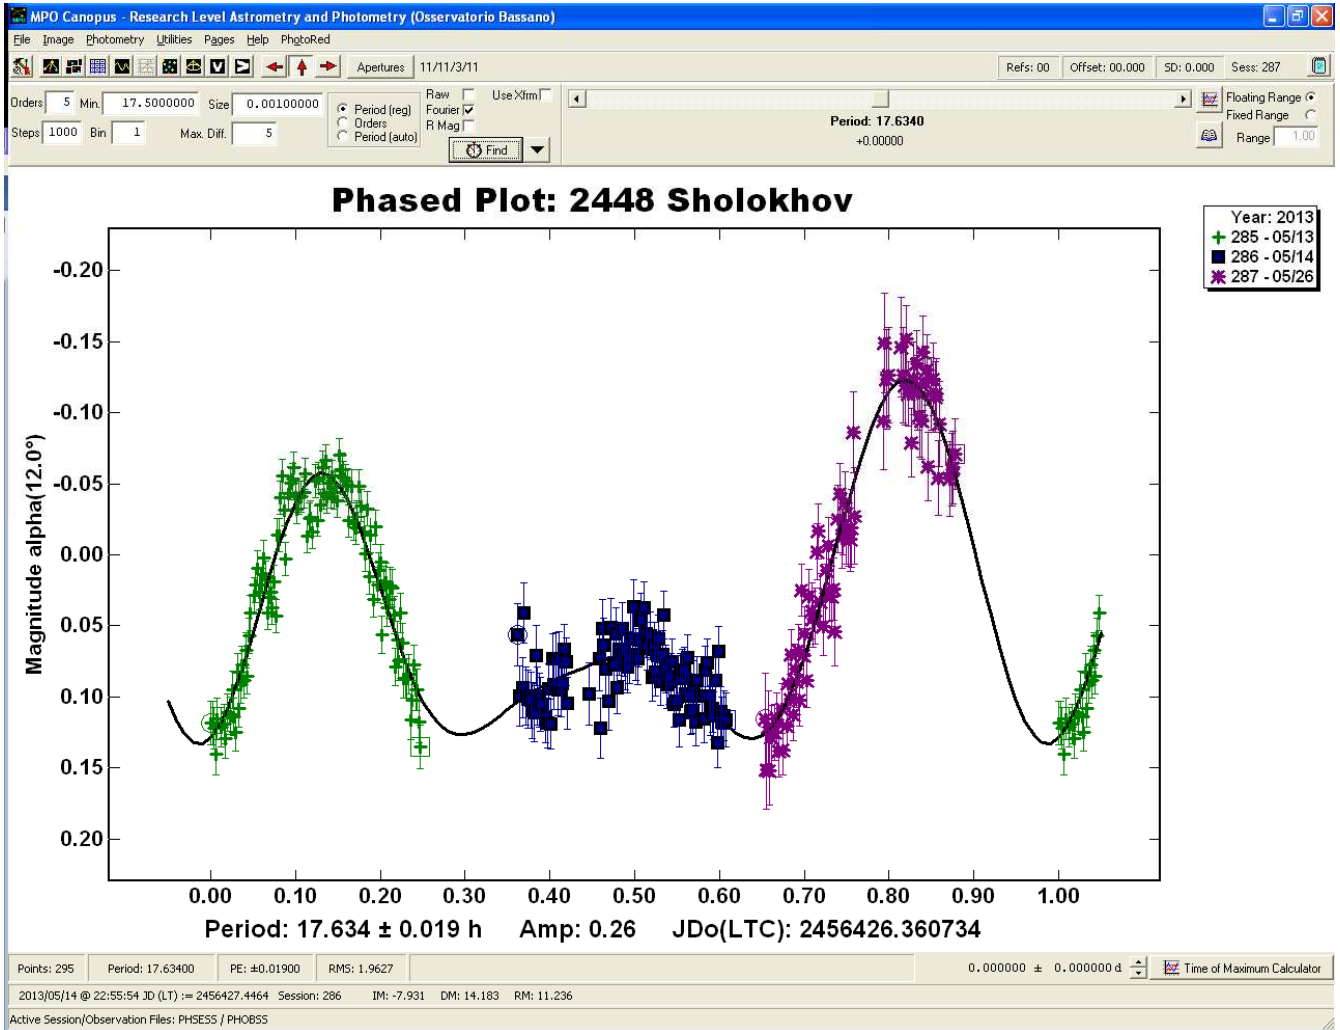 MPO Canopus - Research Level Astrometry and Photometry (Osservatorio Bassano)
File Image Photometry Utilities Pages Help PhotoRed
Apertures 11/11/3/11 Refs: 00 Offset: 00.000 SD: 0.000 Sess: 287
Orders 5 Min. 17.5000000 Size 0.00100000
Steps 1000 Bin 1 Max. Diff. 5
Period (reg)
Orders
Period (auto)
Raw UseXfrm
Fourier
R Mag
Find
Period: 17.6340
+0.00000
Floating Range
Fixed Range
Range 1.00
Phased Plot: 2448 Sholokhov
Year: 2013
285 - 05/13
286 - 05/14
287 - 05/26
Magnitude alpha(12.0°)
-0.20
-0.15
-0.10
-0.05
0.00
0.05
0.10
0.15
0.20
0.00 0.10 0.20 0.30 0.40 0.50 0.60 0.70 0.80 0.90 1.00
Period: 17.634 ± 0.019 h Amp: 0.26 JDo(LTC): 2456426.360734
Points: 295 Period: 17.63400 PE: ±0.01900 RMS: 1.9627 0.000000 ± 0.000000 d Time of Maximum Calculator
2013/05/14 @ 22:55:54 JD (LT) := 2456427.4464 Session: 286 IM: -7.931 DM: 14.183 RM: 11.236
Active Session/Observation Files: PHSESS / PHOBSS